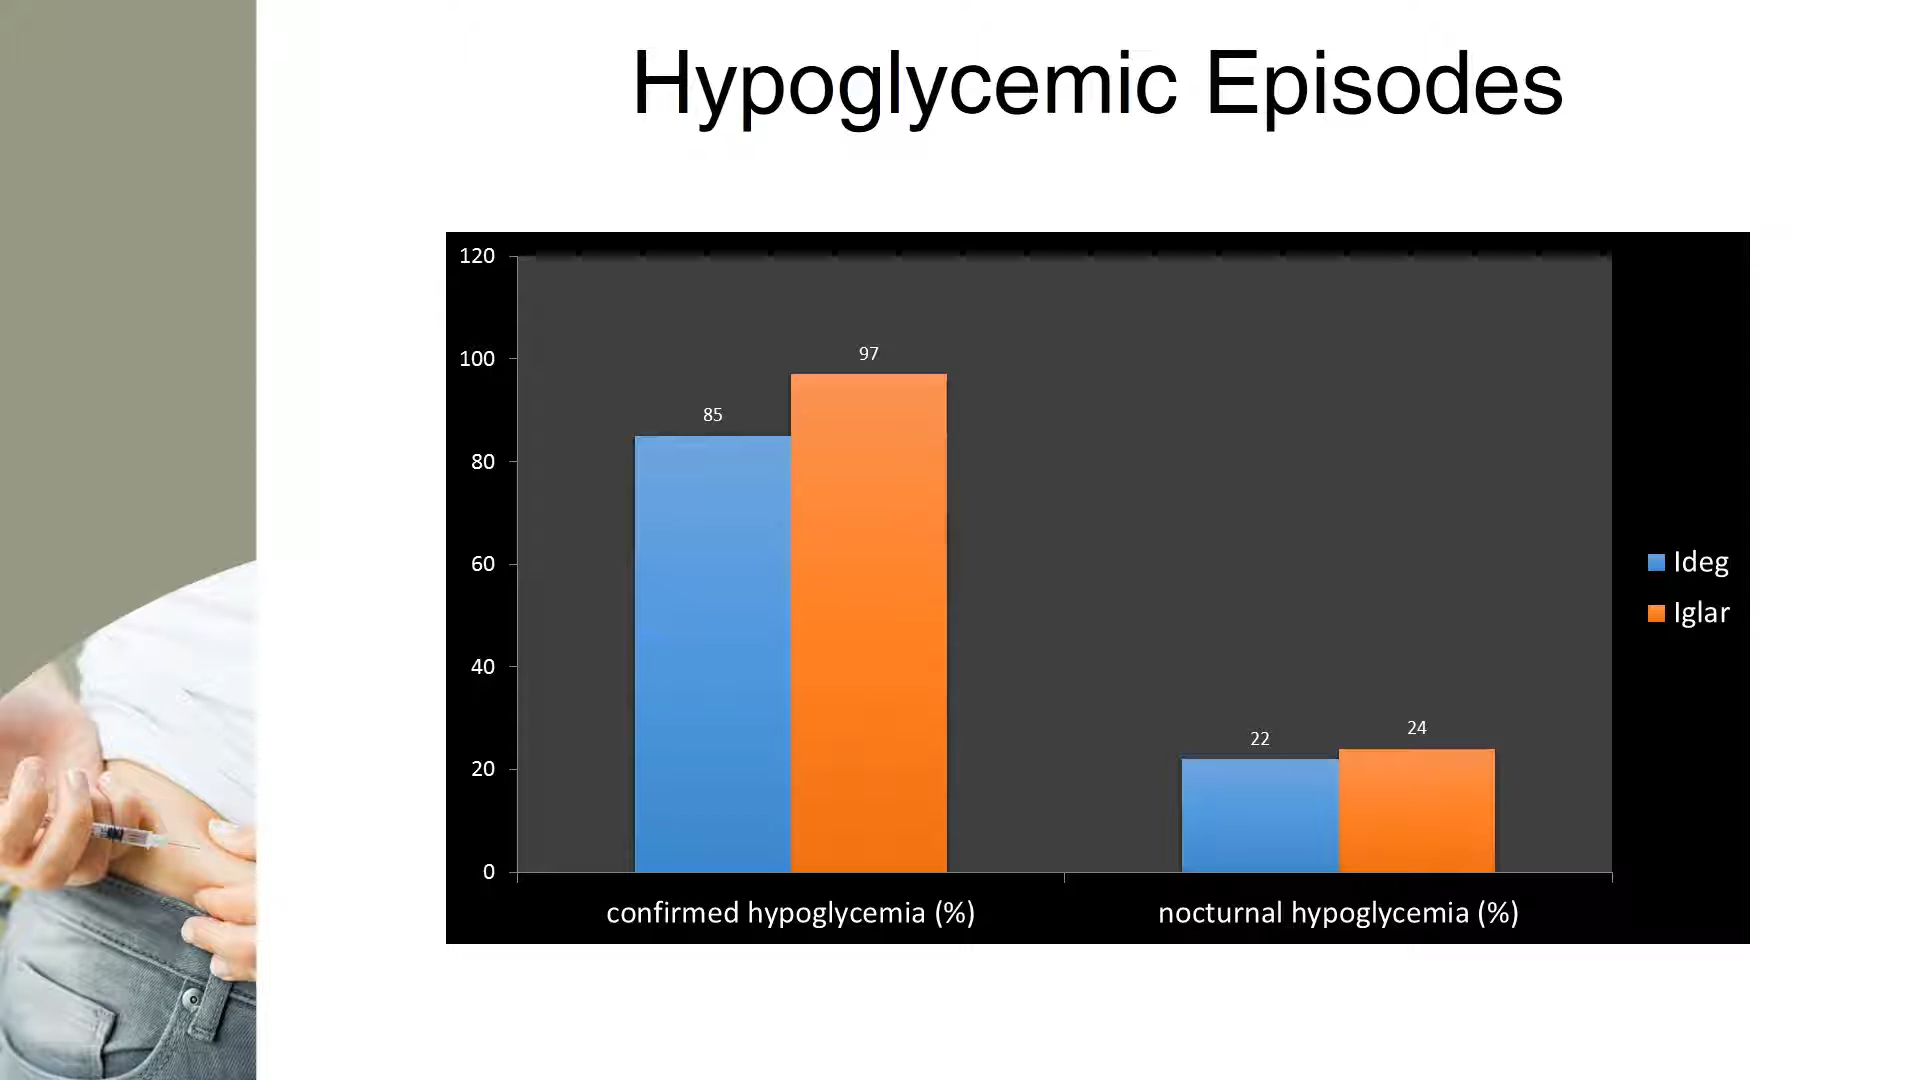 Hypoglycemic Episodes
120
100
80
60
40
20
0
85
97
22
24
confirmed hypoglycemia (%)
nocturnal hypoglycemia (%)
Ideg
Iglar